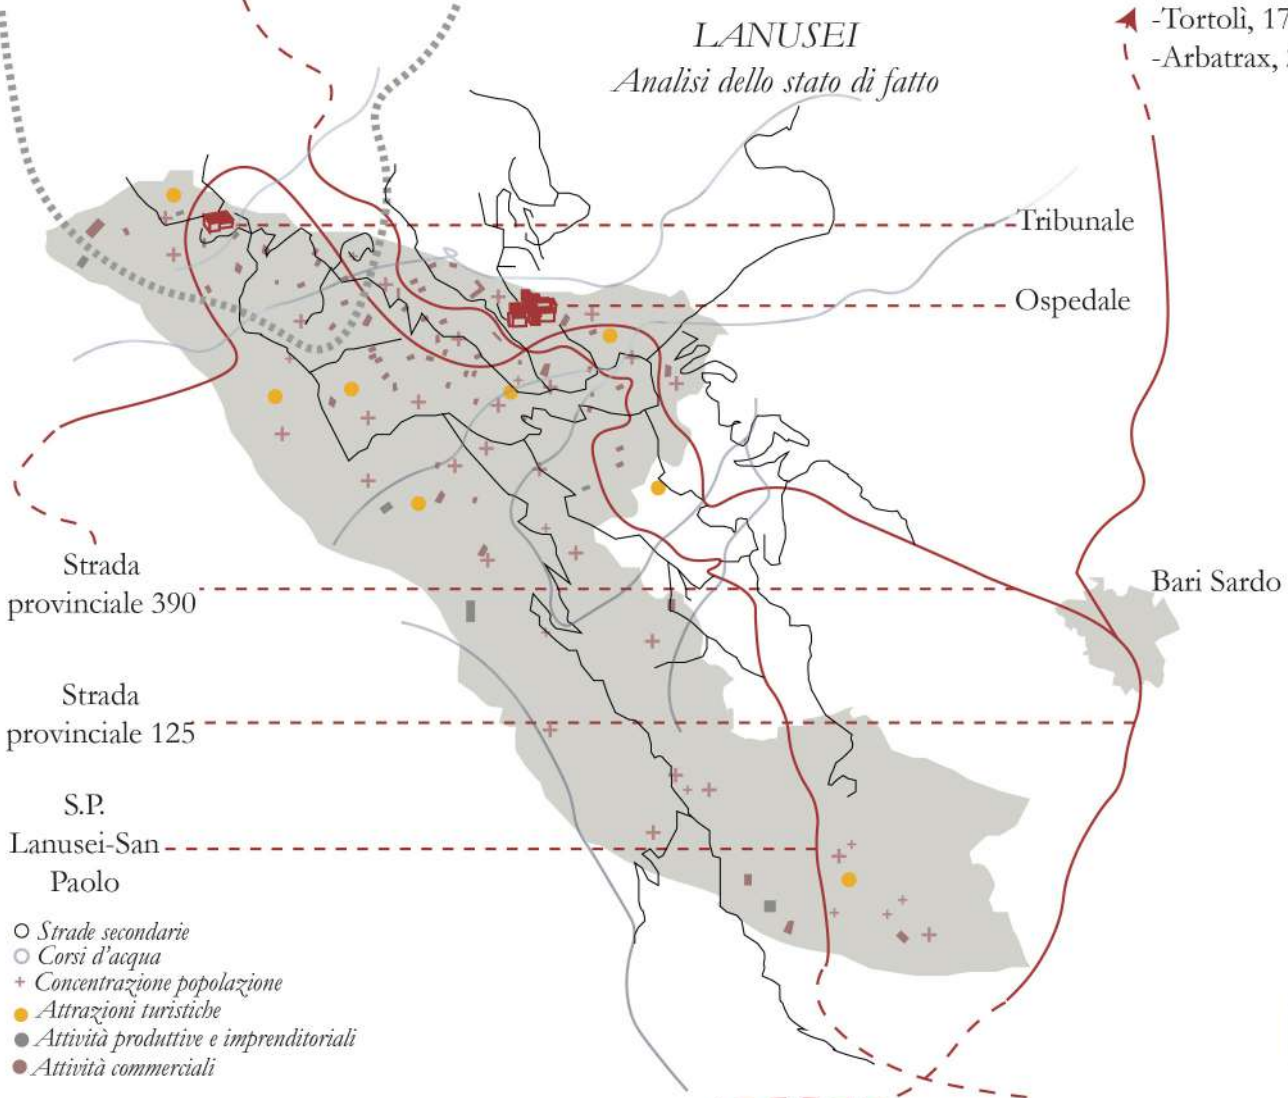 LANUSEI
Analisi dello stato di fatto
-Tortolì, 17
-Arbatrax,
Tribunale
Ospedale
Strada
provinciale 390
Bari Sardo
Strada
provinciale 125
S.P.
Lanusei-San
Paolo
Strade secondarie
Corsi d'acqua
Concentrazione popolazione
Attrazioni turistiche
Attività produttive e imprenditoriali
Attività commerciali